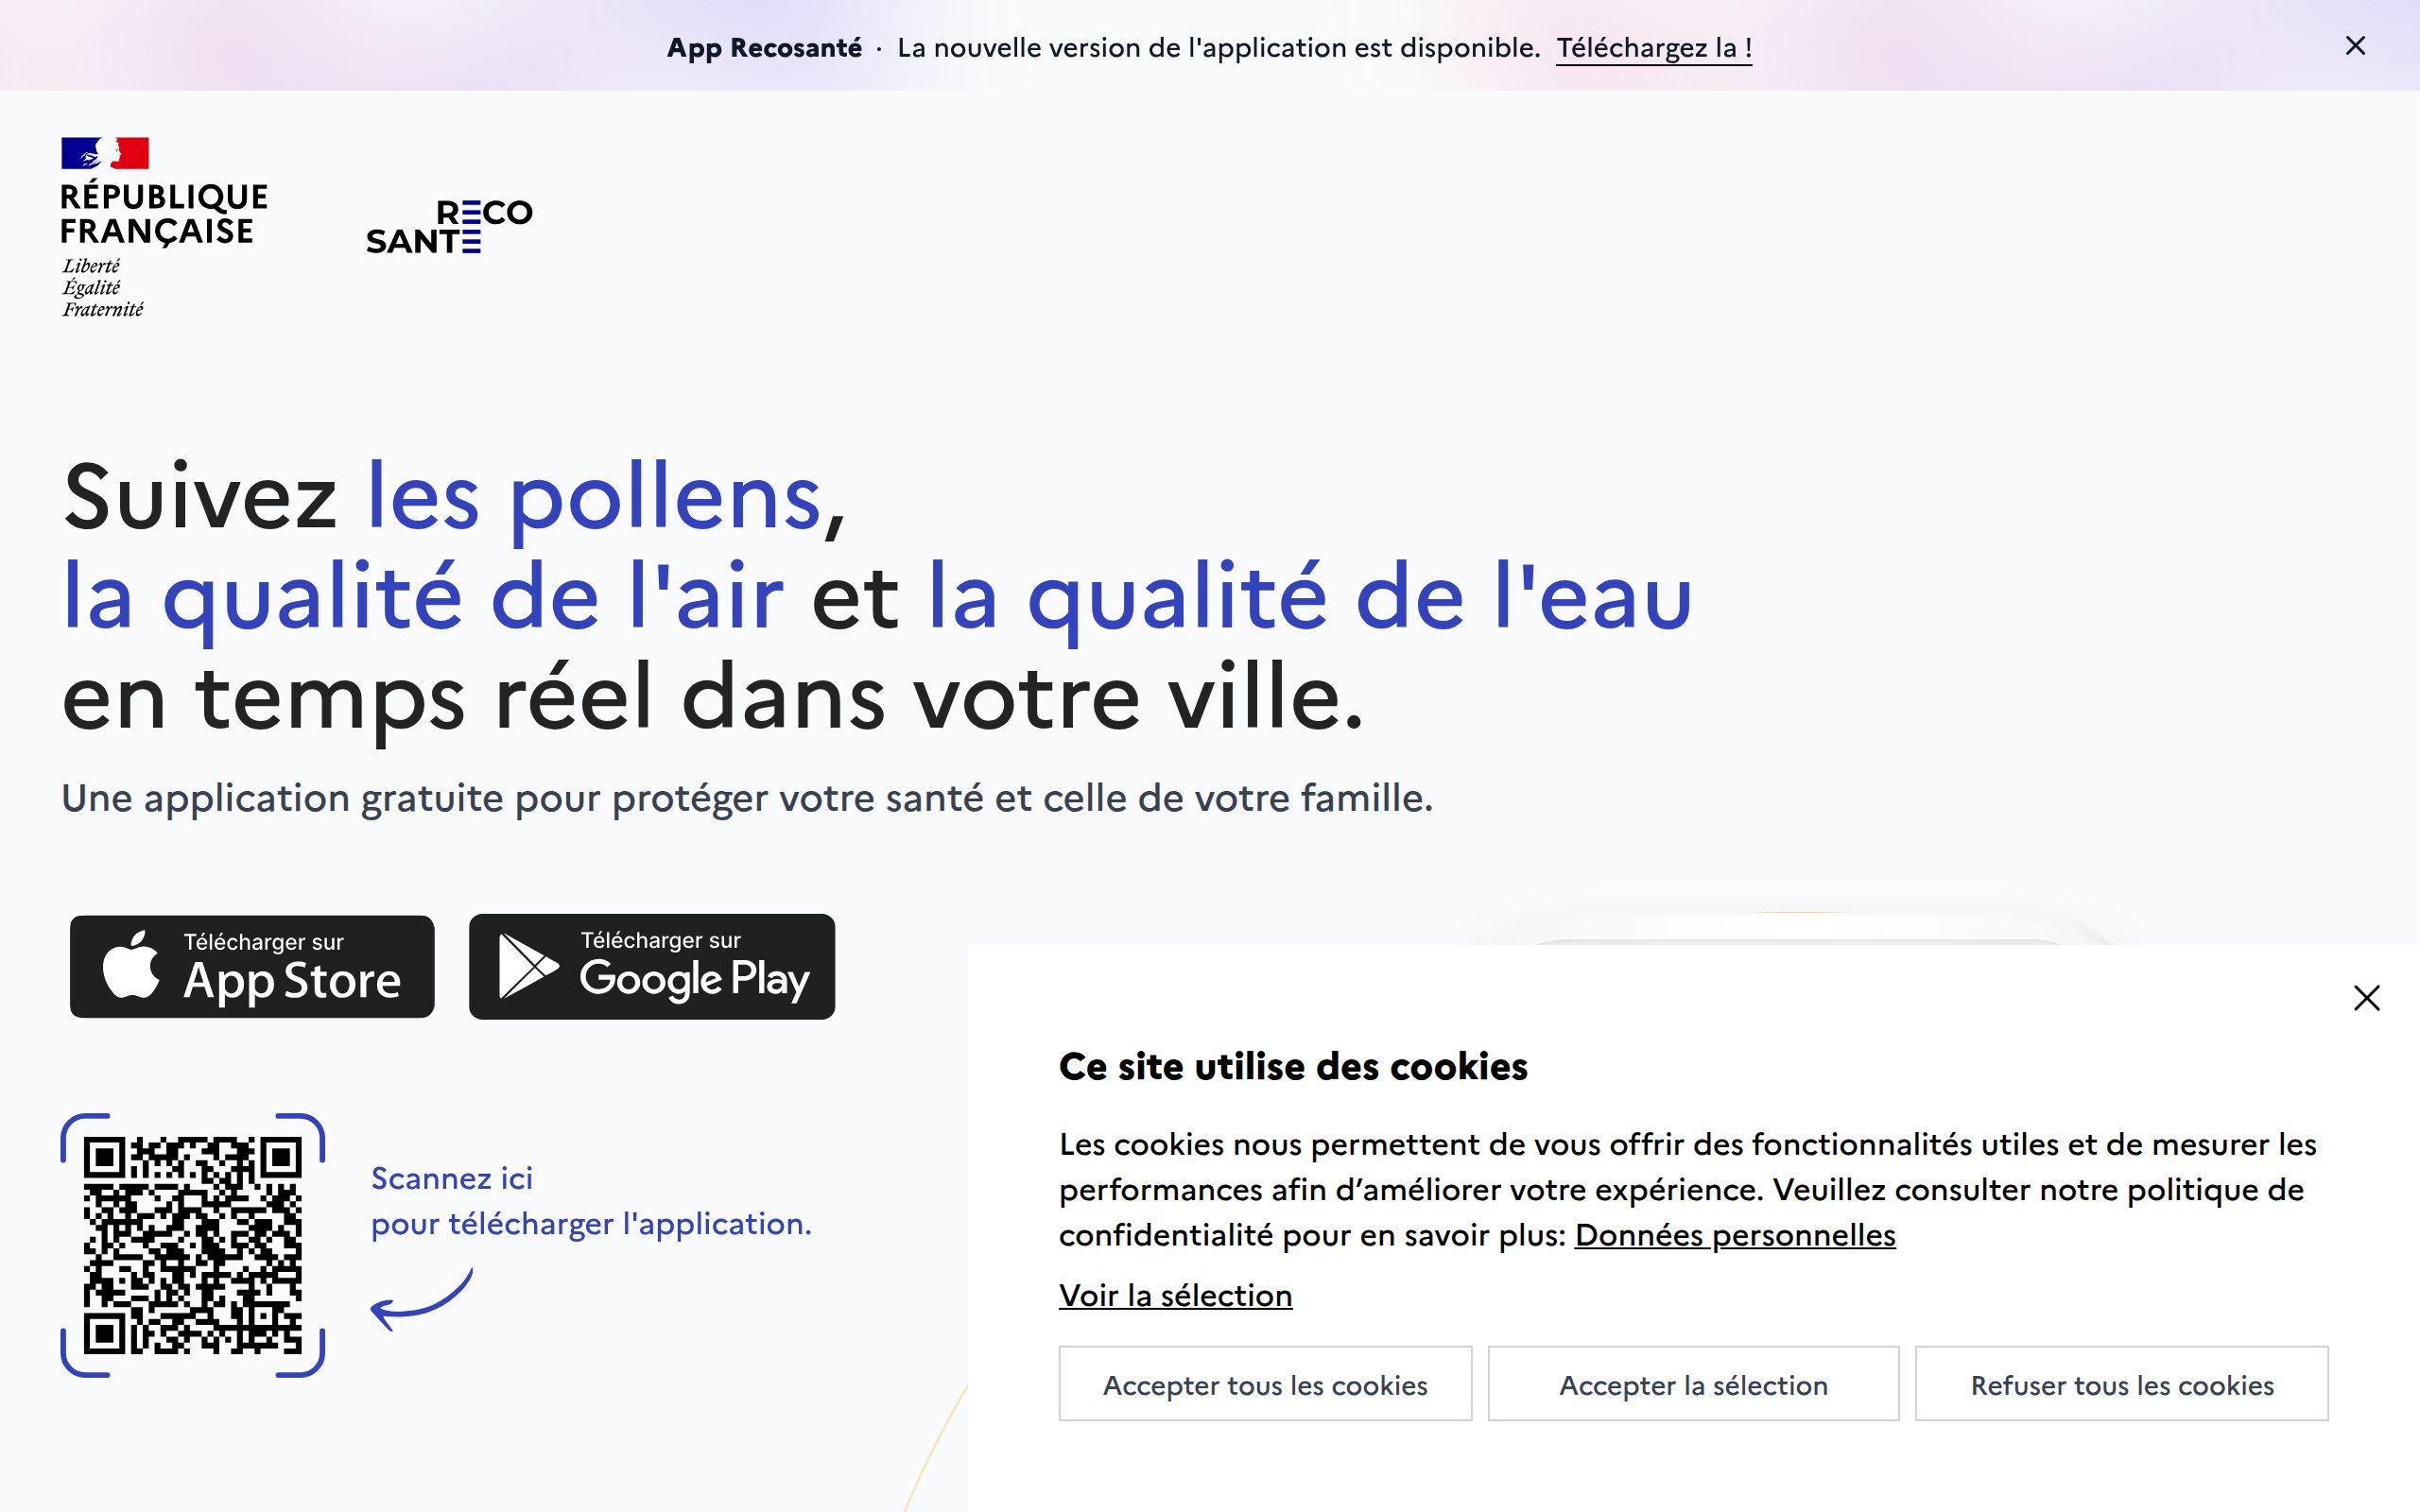 App Recosanté · La nouvelle version de l'application est disponible. Téléchargez la !
RÉPUBLIQUE
FRANÇAISE
Liberté
Égalité
Fraternité
RECO
SANTE
Suivez les pollens,
la qualité de l'air et la qualité de l'eau
en temps réel dans votre ville.
Une application gratuite pour protéger votre santé et celle de votre famille.
Télécharger sur
App Store
Télécharger sur
Google Play
Scannez ici
pour télécharger l'application.
Ce site utilise des cookies
Les cookies nous permettent de vous offrir des fonctionnalités utiles et de mesurer les
performances afin d’améliorer votre expérience. Veuillez consulter notre politique de
confidentialité pour en savoir plus: Données personnelles
Voir la sélection
Accepter tous les cookies
Accepter la sélection
Refuser tous les cookies